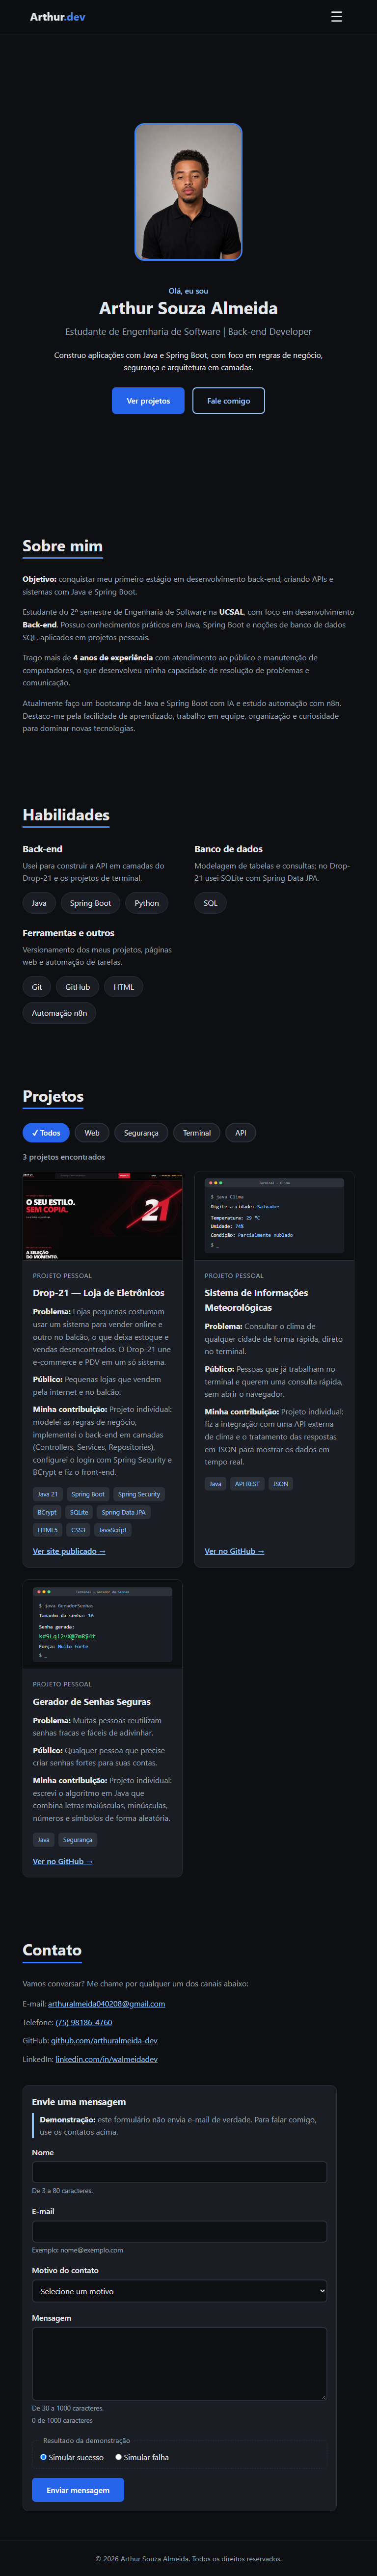 Arthur.dev
☰
Olá, eu sou
Arthur Souza Almeida
Estudante de Engenharia de Software | Back-end Developer
Construo aplicações com Java e Spring Boot, com foco em regras de negócio,
segurança e arquitetura em camadas.
Ver projetos
Fale comigo
Sobre mim
Objetivo: conquistar meu primeiro estágio em desenvolvimento back-end, criando APIs e
sistemas com Java e Spring Boot.
Estudante do 2º semestre de Engenharia de Software na UCSAL, com foco em desenvolvimento
Back-end. Possuo conhecimentos práticos em Java, Spring Boot e noções de banco de dados
SQL, aplicados em projetos pessoais.
Trago mais de 4 anos de experiência com atendimento ao público e manutenção de
computadores, o que desenvolveu minha capacidade de resolução de problemas e
comunicação.
Atualmente faço um bootcamp de Java e Spring Boot com IA e estudo automação com n8n.
Destaco-me pela facilidade de aprendizado, trabalho em equipe, organização e curiosidade
para dominar novas tecnologias.
Habilidades
Back-end
Usei para construir a API em camadas do
Drop-21 e os projetos de terminal.
Java
Spring Boot
Python
Banco de dados
Modelagem de tabelas e consultas; no Drop-
21 usei SQLite com Spring Data JPA.
SQL
Ferramentas e outros
Versionamento dos meus projetos, páginas
web e automação de tarefas.
Git
GitHub
HTML
Automação n8n
Projetos
✓ Todos
Web
Segurança
Terminal
API
3 projetos encontrados
O SEU ESTILO.
SEM COPIA.
21
A SELEÇÃO
DO MOMENTO.
PROJETO PESSOAL
Drop-21 — Loja de Eletrônicos
Problema: Lojas pequenas costumam
usar um sistema para vender online e
outro no balcão, o que deixa estoque e
vendas desencontrados. O Drop-21 une
e-commerce e PDV em um só sistema.
Público: Pequenas lojas que vendem
pela internet e no balcão.
Minha contribuição: Projeto individual:
modelei as regras de negócio,
implementei o back-end em camadas
(Controllers, Services, Repositories),
configurei o login com Spring Security e
BCrypt e fiz o front-end.
Java 21
Spring Boot
Spring Security
BCrypt
SQLite
Spring Data JPA
HTML5
CSS3
JavaScript
Ver site publicado →
Terminal - Clima
$ java Clima
Digite a cidade: Salvador
Temperatura: 29 °C
Umidade: 74%
Condição: Parcialmente nublado
$ _
PROJETO PESSOAL
Sistema de Informações
Meteorológicas
Problema: Consultar o clima de
qualquer cidade de forma rápida, direto
no terminal.
Público: Pessoas que já trabalham no
terminal e querem uma consulta rápida,
sem abrir o navegador.
Minha contribuição: Projeto individual:
fiz a integração com uma API externa
de clima e o tratamento das respostas
em JSON para mostrar os dados em
tempo real.
Java
API REST
JSON
Ver no GitHub →
Terminal - Gerador de Senhas
$ java GeradorSenhas
Tamanho da senha: 16
Senha gerada:
k#9Lq!2vX@7mR$4t
Força: Muito forte
$ _
PROJETO PESSOAL
Gerador de Senhas Seguras
Problema: Muitas pessoas reutilizam
senhas fracas e fáceis de adivinhar.
Público: Qualquer pessoa que precise
criar senhas fortes para suas contas.
Minha contribuição: Projeto individual:
escrevi o algoritmo em Java que
combina letras maiúsculas, minúsculas,
números e símbolos de forma aleatória.
Java
Segurança
Ver no GitHub →
Contato
Vamos conversar? Me chame por qualquer um dos canais abaixo:
E-mail: arthuralmeida040208@gmail.com
Telefone: (75) 98186-4760
GitHub: github.com/arthuralmeida-dev
LinkedIn: linkedin.com/in/walmeidadev
Envie uma mensagem
Demonstração: este formulário não envia e-mail de verdade. Para falar comigo,
use os contatos acima.
Nome
De 3 a 80 caracteres.
E-mail
Exemplo: nome@exemplo.com
Motivo do contato
Selecione um motivo
Mensagem
De 30 a 1000 caracteres.
0 de 1000 caracteres
Resultado da demonstração
Simular sucesso
Simular falha
Enviar mensagem
© 2026 Arthur Souza Almeida. Todos os direitos reservados.